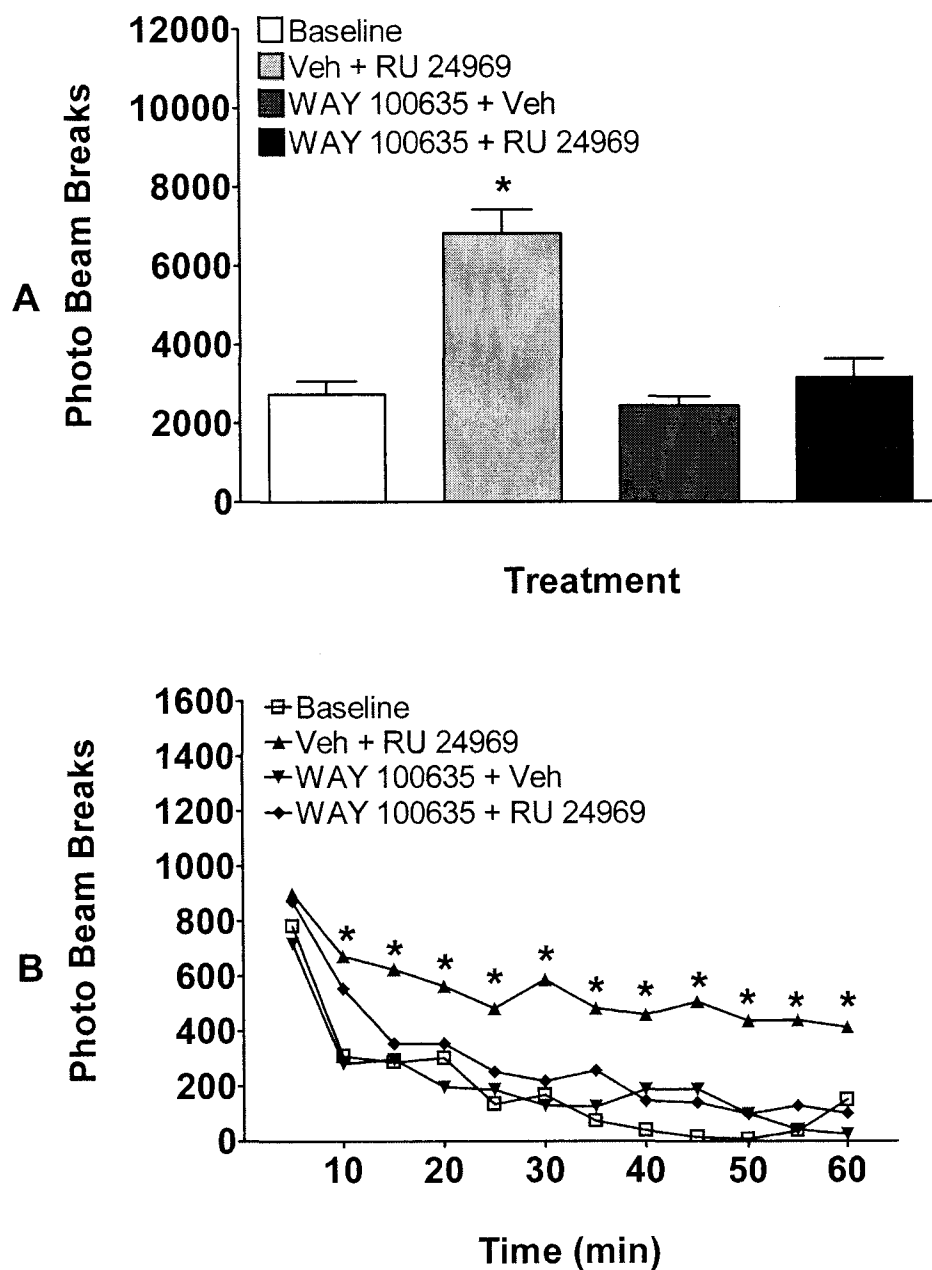 12000
10000
8000
6000
4000
2000
0
Photo Beam Breaks
A
Baseline
Veh + RU 24969
WAY 100635 + Veh
WAY 100635 + RU 24969
*
Treatment
1600
1400
1200
1000
800
600
400
200
0
Photo Beam Breaks
B
Baseline
Veh + RU 24969
WAY 100635 + Veh
WAY 100635 + RU 24969
* * * * * * * * * * *
10 20 30 40 50 60
Time (min)